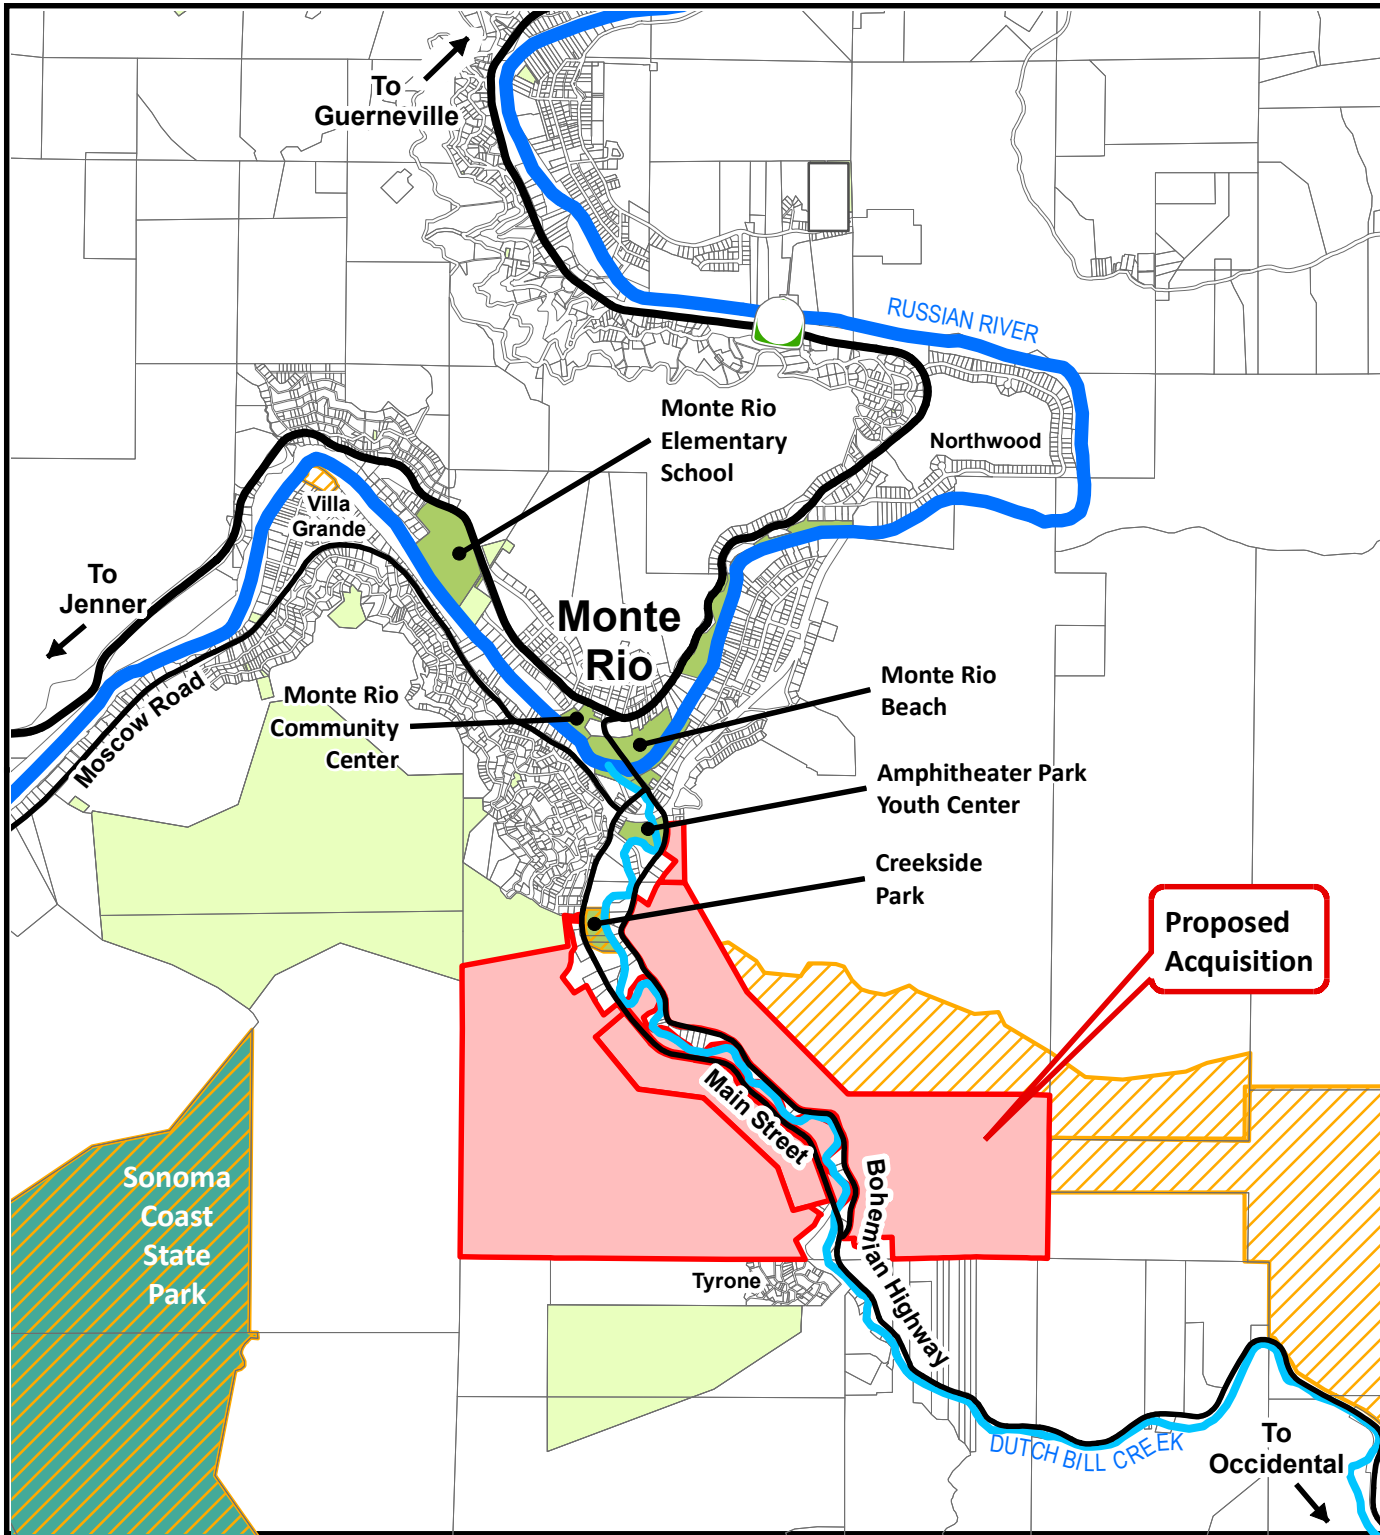 To
Guerneville
RUSSIAN RIVER
Monte Rio
Elementary
School
Northwood
Villa
Grande
To
Jenner
Monte
Rio
Moscow Road
Monte Rio
Community
Center
Monte Rio
Beach
Amphitheater Park
Youth Center
Creekside
Park
Proposed
Acquisition
Main Street
Bohemian Highway
Sonoma
Coast
State
Park
Tyrone
DUTCH BILL CREEK
To
Occidental